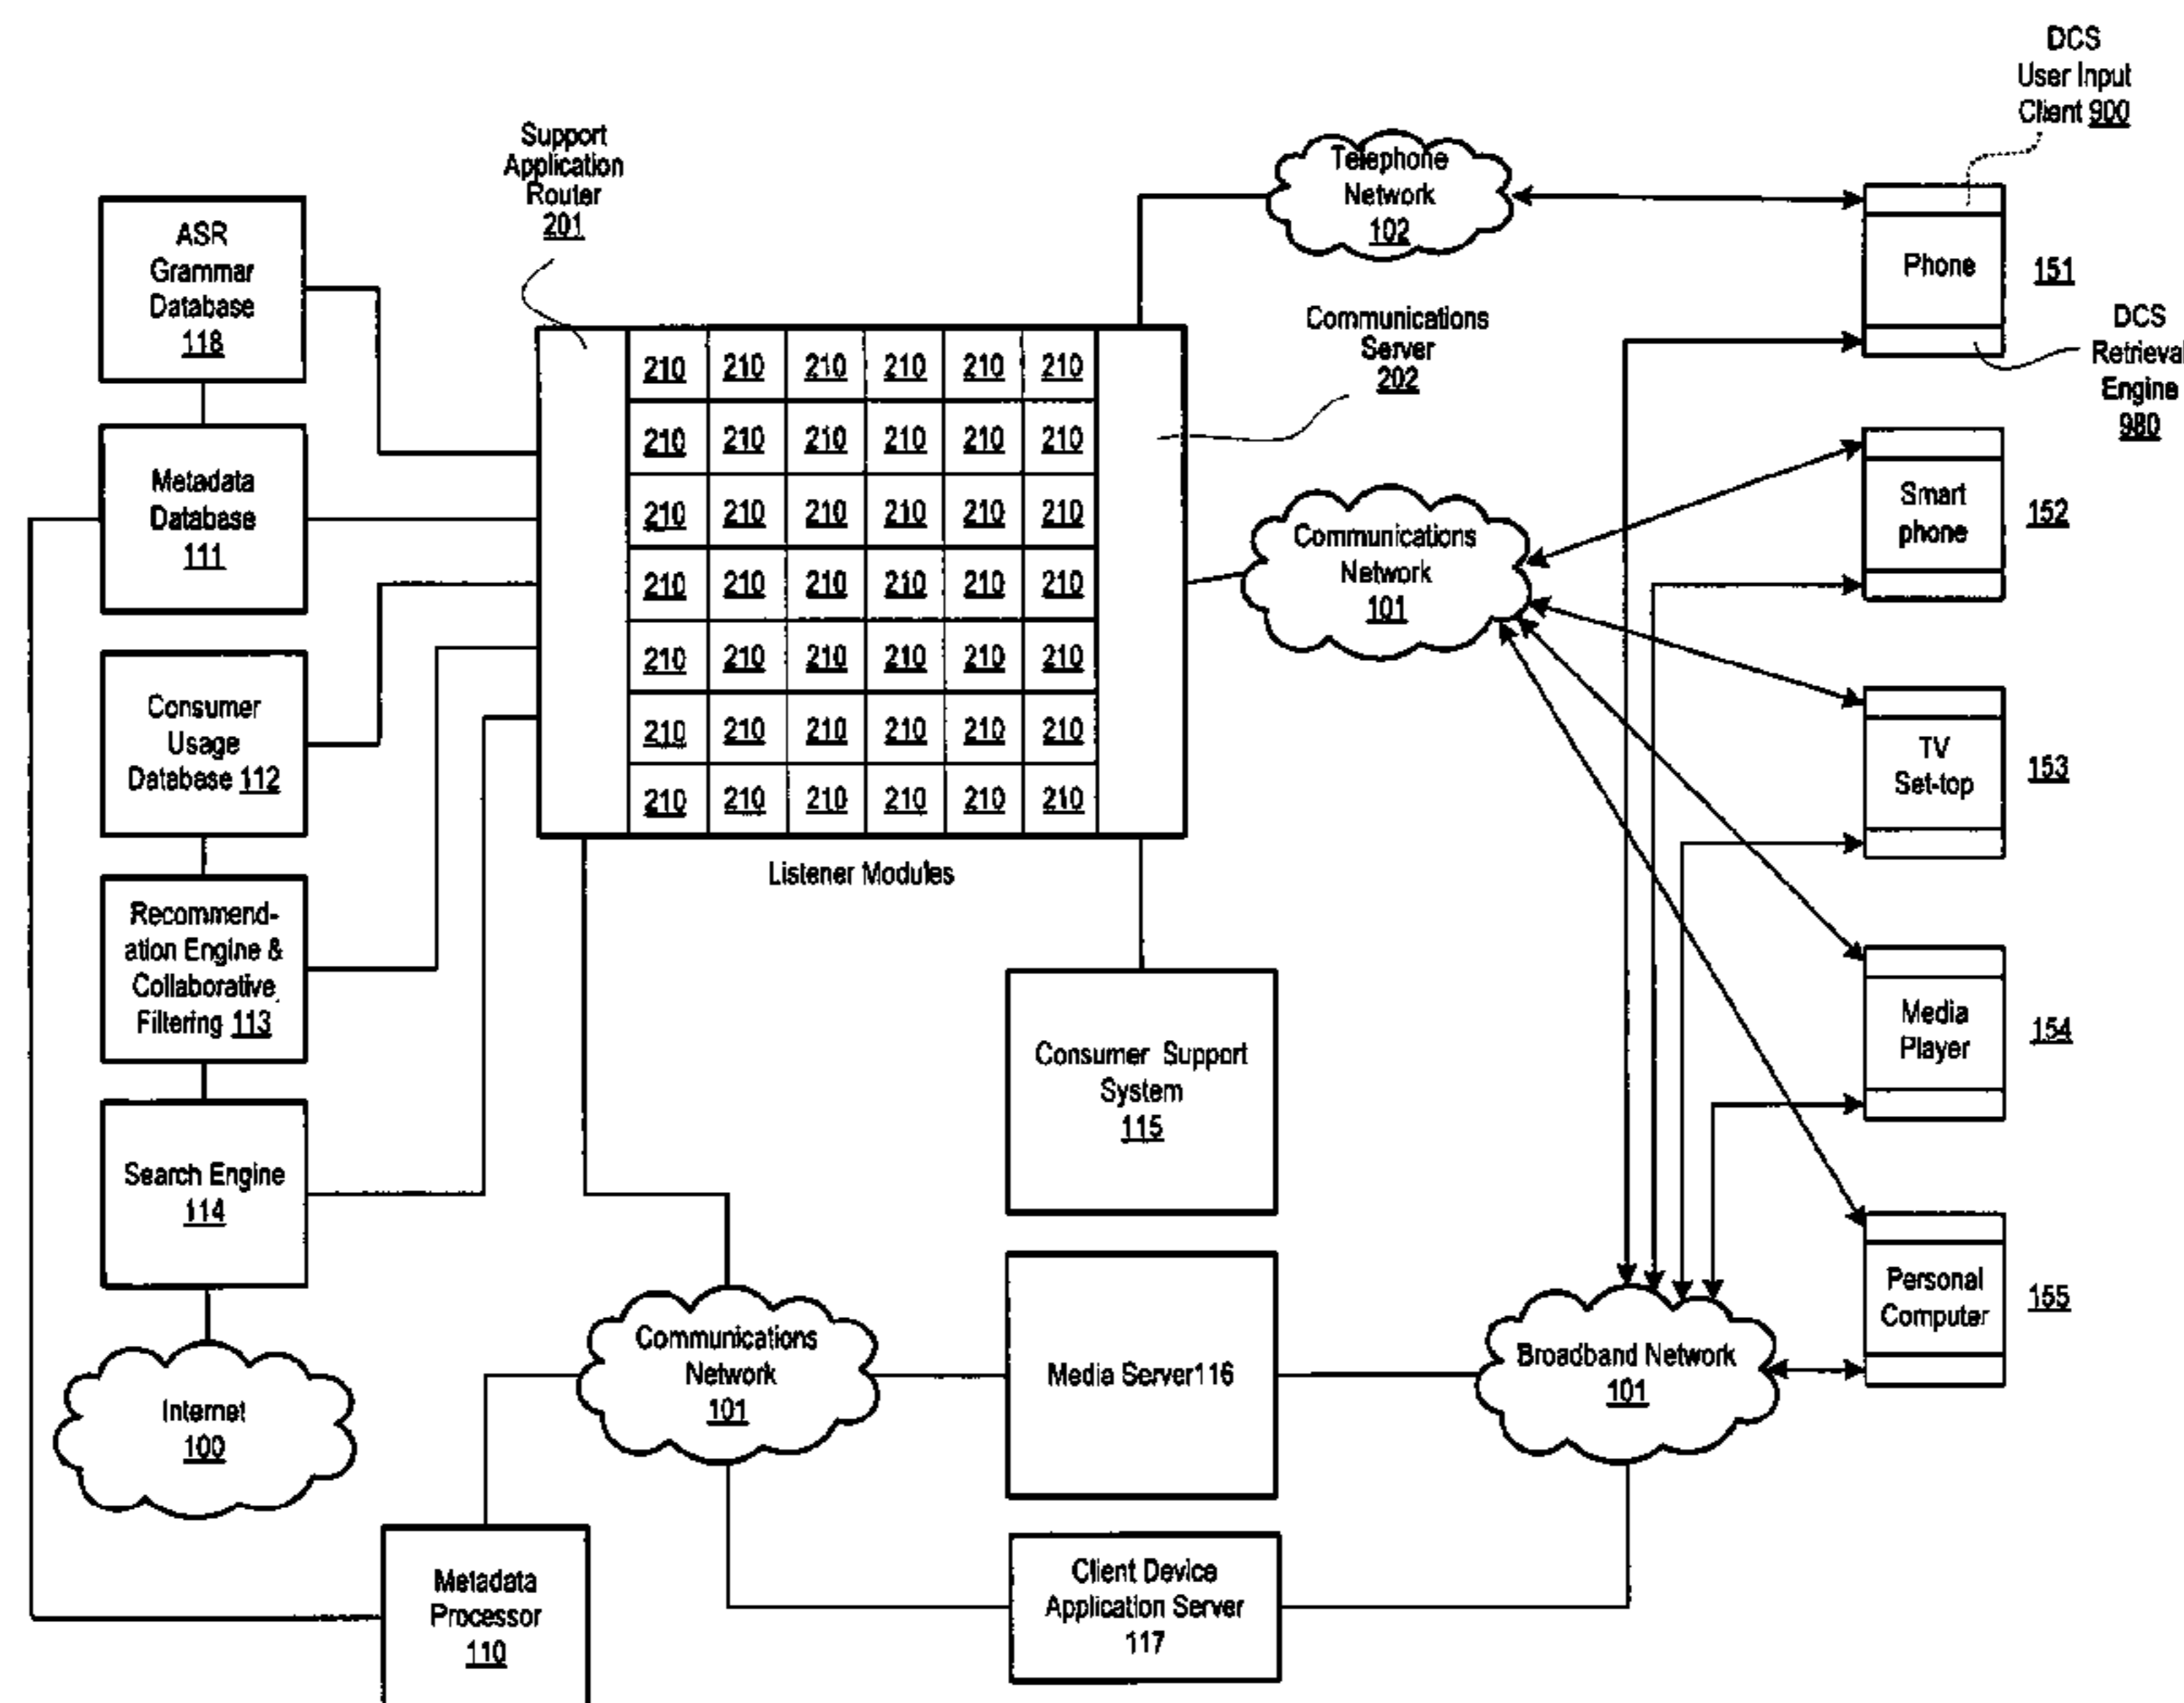 DCS
User Input
Client 900
Support
Application
Router
201
Telephone
Network
102
ASR
Grammar
Database
118
Phone
151
Communications
Server
202
DCS
Retrieval
Engine
980
210 210 210 210 210 210
210 210 210 210 210 210
210 210 210 210 210 210
210 210 210 210 210 210
210 210 210 210 210 210
210 210 210 210 210 210
210 210 210 210 210 210
Listener Modules
Metadata
Database
111
Communications
Network
101
Smart
phone
152
Consumer
Usage
Database 112
TV
Set-top
153
Recommend-
ation Engine &
Collaborative
Filtering 113
Consumer Support
System
115
Media
Player
154
Search Engine
114
Personal
Computer
155
Internet
100
Communications
Network
101
Media Server116
Broadband Network
101
Metadata
Processor
110
Client Device
Application Server
117